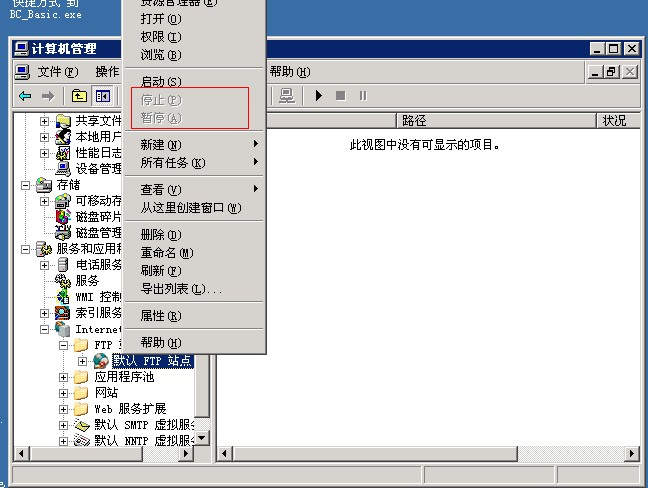 快捷方式 到
BC_Basic.exe
资源管理器(E)
打开(O)
权限(I)
浏览(B)
启动(S)
停止(P)
暂停(A)
新建(N)
所有任务(K)
查看(V)
从这里创建窗口(W)
删除(D)
重命名(M)
刷新(F)
导出列表(L)...
属性(R)
帮助(H)
计算机管理
文件(F) 操作
帮助(H)
路径 状况
此视图中没有可显示的项目。
共享文件
本地用户
性能日志
设备管理
存储
可移动存
磁盘碎片
磁盘管理
服务和应用程
电话服务
服务
WMI 控制
索引服务
Internet
FTP
默认 FTP 站点
应用程序池
网站
Web 服务扩展
默认 SMTP 虚拟服
默认 NNTP 虚拟服